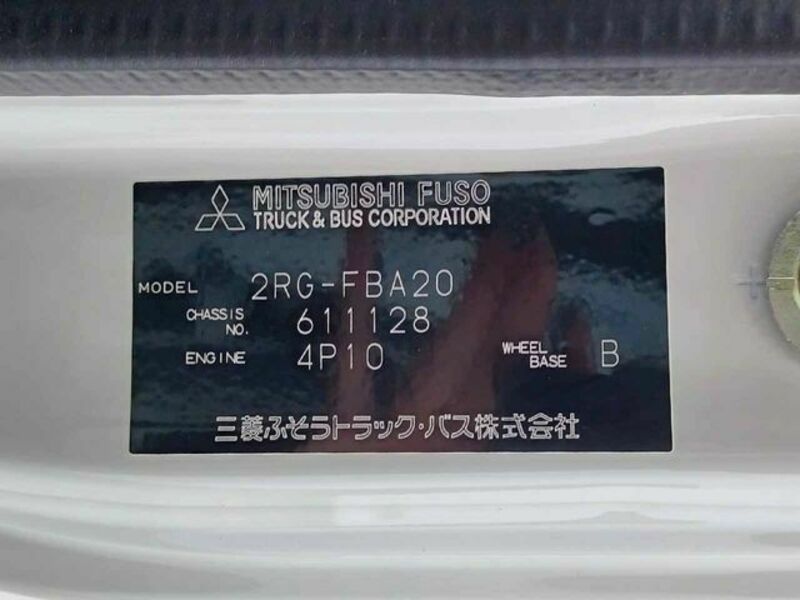 MITSUBISHI FUSO
TRUCK & BUS CORPORATION
MODEL 2RG-FBA20
CHASSIS NO. 611128
ENGINE 4P10 WHEEL BASE B
三菱ふそうトラック・バス株式会社